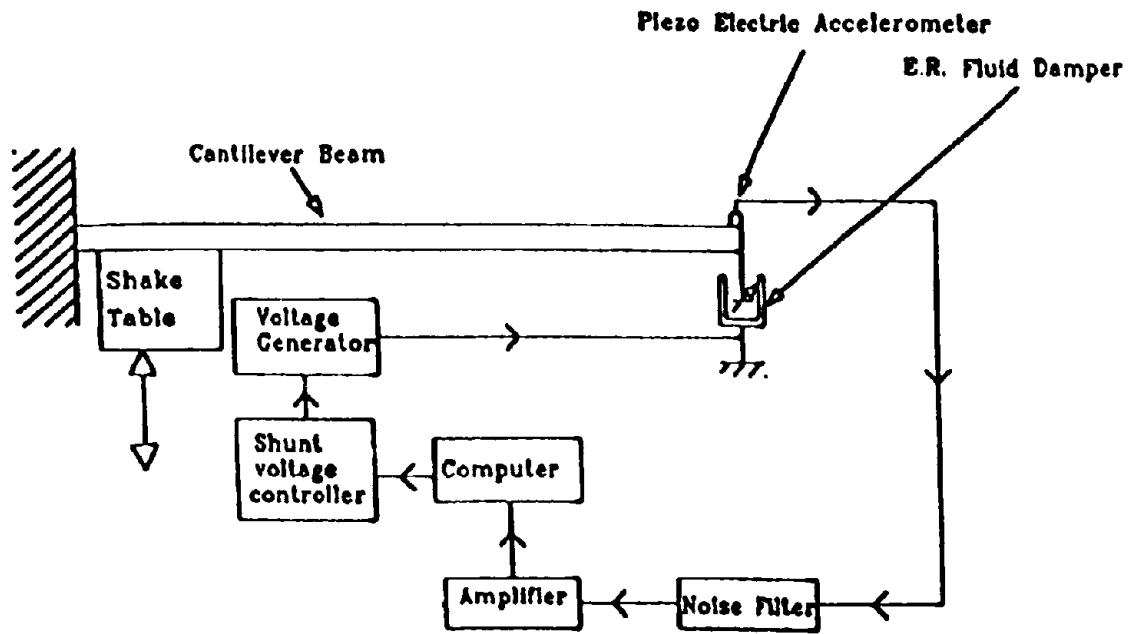 Piezo Electric Accelerometer
E.R. Fluid Damper
Cantilever Beam
Shake
Table
Voltage
Generator
Shunt
voltage
controller
Computer
Amplifier
Noise Filter